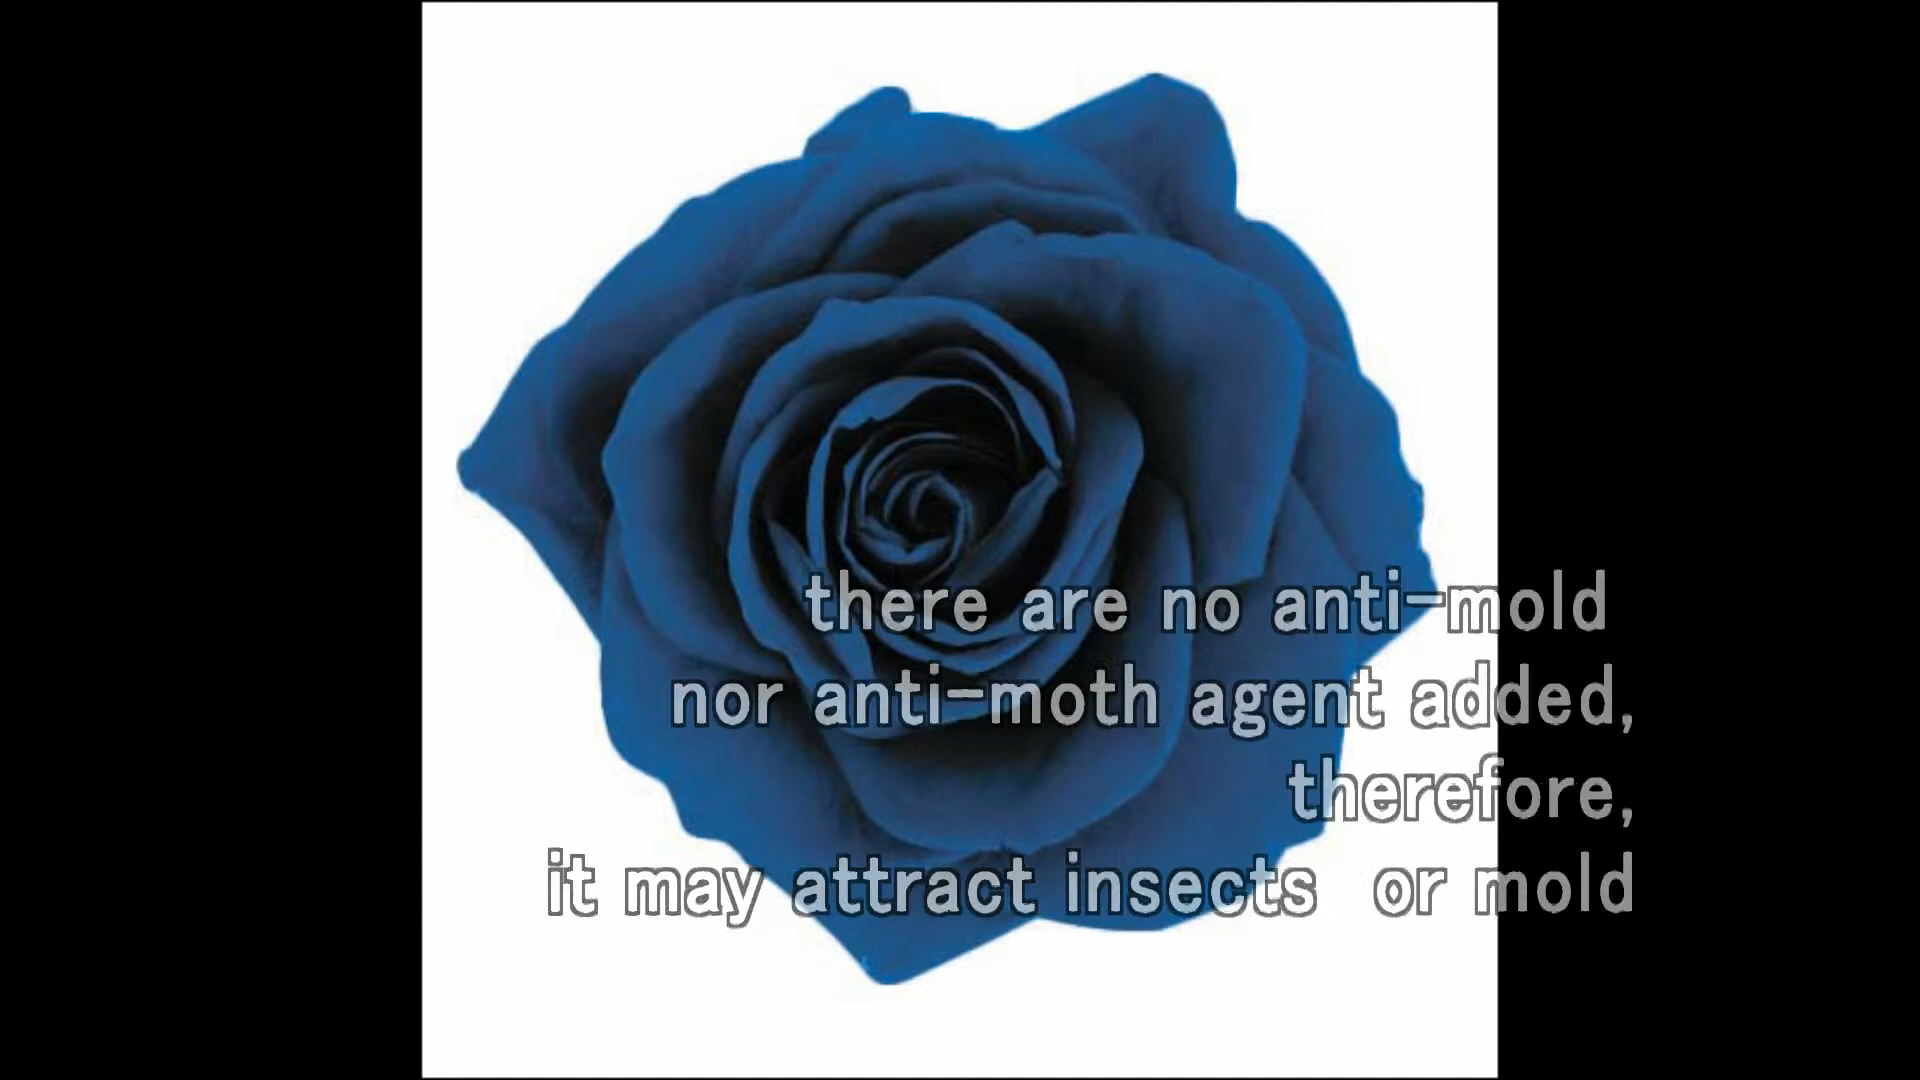 there are no anti-mold
nor anti-moth agent added,
therefore,
it may attract insects  or mold